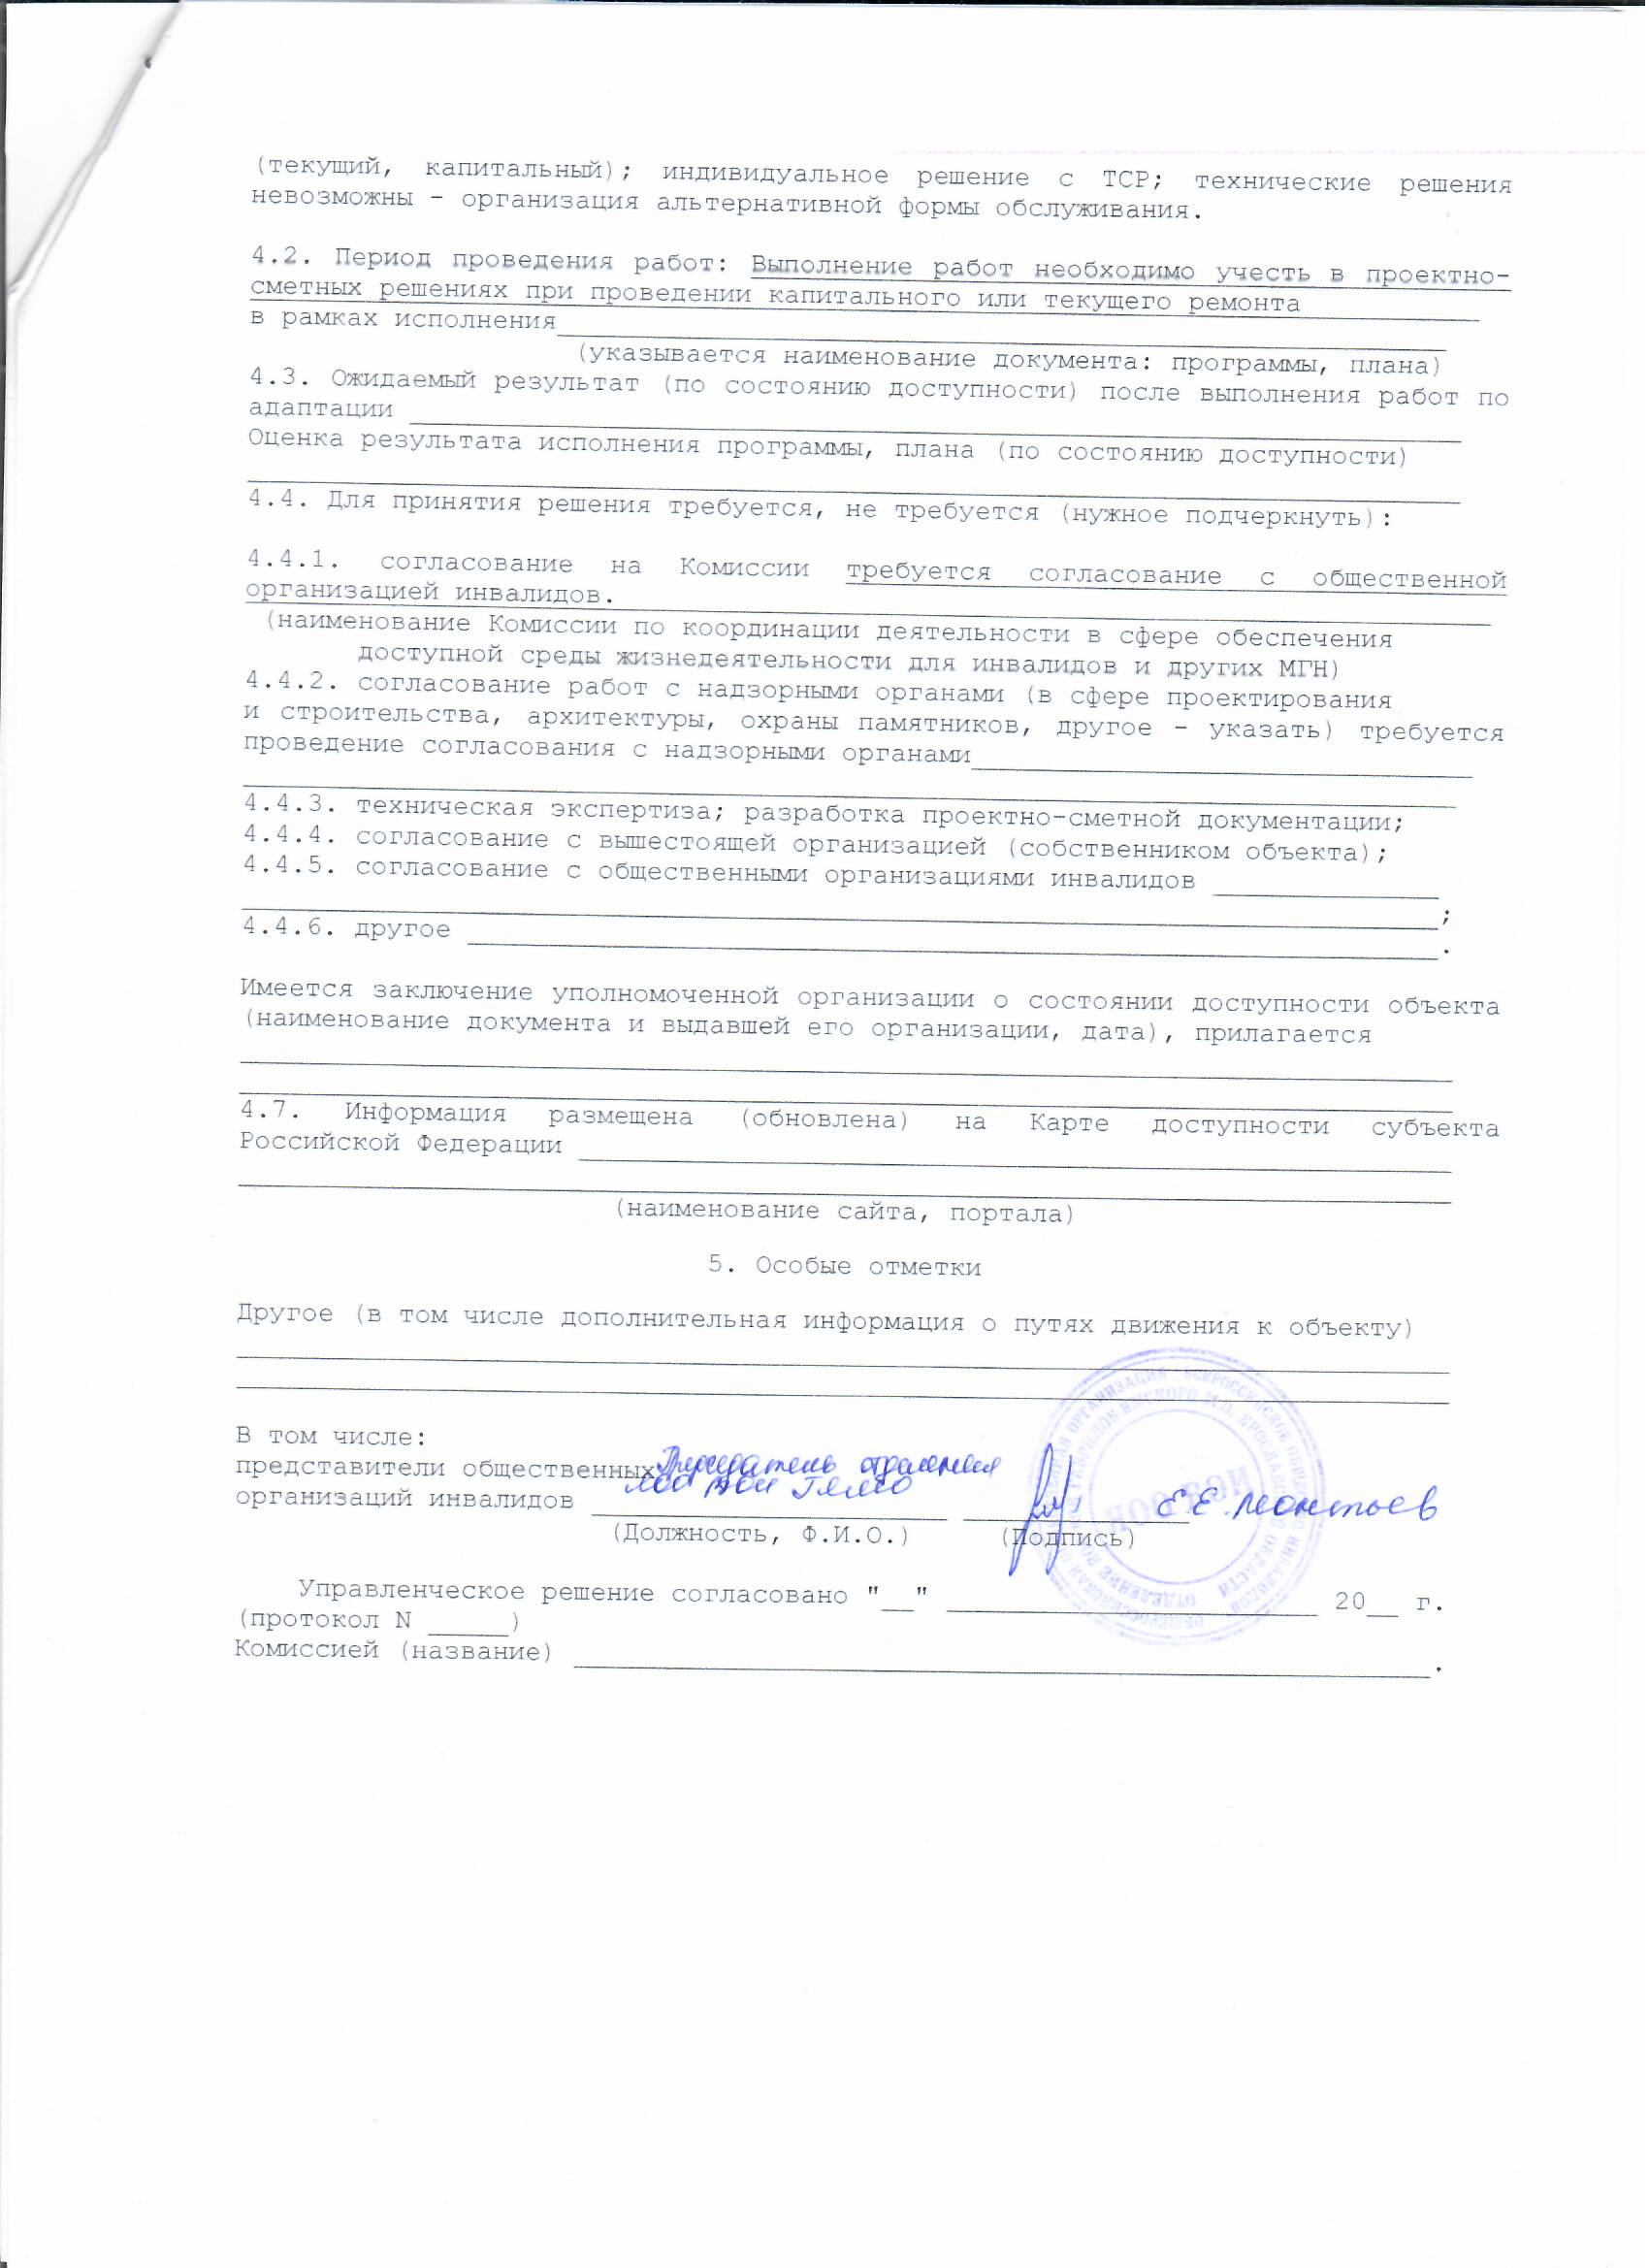 (текущий, капитальный); индивидуальное решение с ТСР; технические решения
невозможны – организация альтернативной формы обслуживания.
4.2. Период проведения работ: Выполнение работ необходимо учесть в проектно-
сметных решениях при проведении капитального или текущего ремонта
в рамках исполнения
(указывается наименование документа: программы, плана)
4.3. Ожидаемый результат (по состоянию доступности) после выполнения работ по
адаптации
Оценка результата исполнения программы, плана (по состоянию доступности)
4.4. Для принятия решения требуется, не требуется (нужное подчеркнуть):
4.4.1. согласование на Комиссии требуется согласование с общественной
организацией инвалидов.
(наименование Комиссии по координации деятельности в сфере обеспечения
доступной среды жизнедеятельности для инвалидов и других МГН)
4.4.2. согласование работ с надзорными органами (в сфере проектирования
и строительства, архитектуры, охраны памятников, другое – указать) требуется
проведение согласования с надзорными органами
4.4.3. техническая экспертиза; разработка проектно-сметной документации;
4.4.4. согласование с вышестоящей организацией (собственником объекта);
4.4.5. согласование с общественными организациями инвалидов
;
4.4.6. другое .
Имеется заключение уполномоченной организации о состоянии доступности объекта
(наименование документа и выдавшей его организации, дата), прилагается
4.7. Информация размещена (обновлена) на Карте доступности субъекта
Российской Федерации
(наименование сайта, портала)
5. Особые отметки
Другое (в том числе дополнительная информация о путях движения к объекту)
В том числе:
представители общественных Председатель отделения
организаций инвалидов Е.Е. Леонтьев
(Должность, Ф.И.О.) (Подпись)
Управленческое решение согласовано "__" ____ 20__ г.
(протокол N _____)
Комиссией (название) .